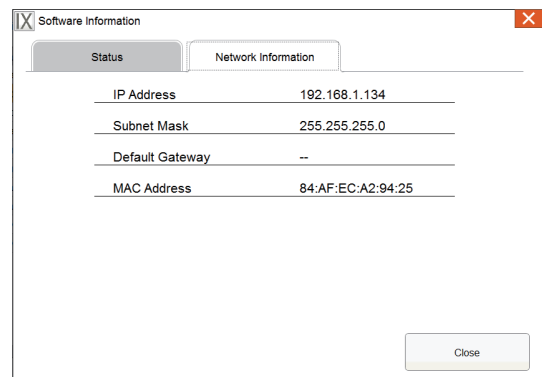 IX Software Information
Status Network Information
IP Address 192.168.1.134
Subnet Mask 255.255.255.0
Default Gateway --
MAC Address 84:AF:EC:A2:94:25
Close